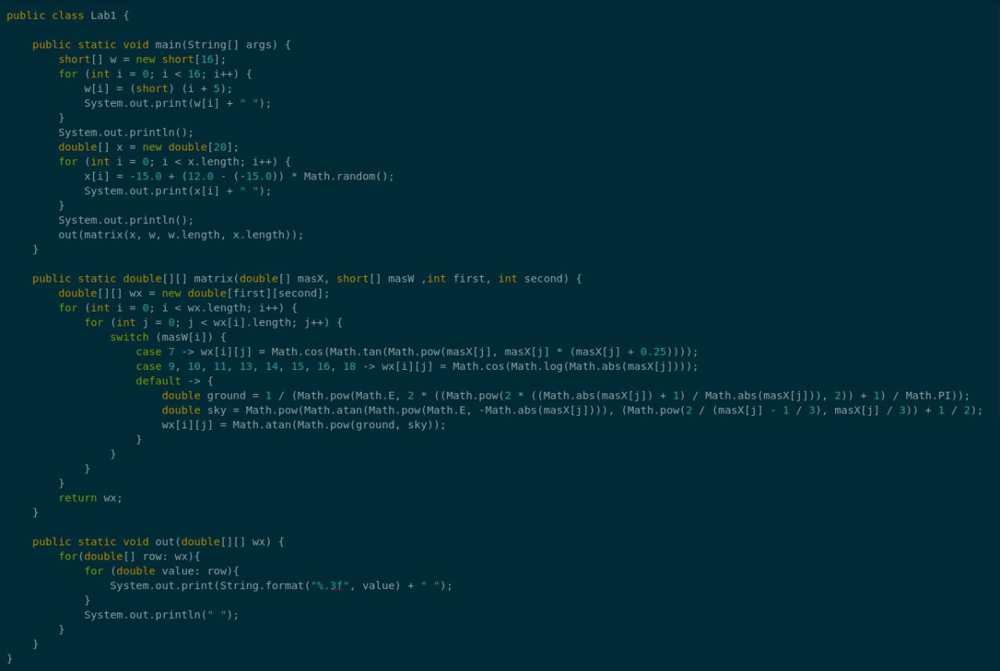 public class Lab1 {

    public static void main(String[] args) {
        short[] w = new short[16];
        for (int i = 0; i < 16; i++) {
            w[i] = (short) (i + 5);
            System.out.print(w[i] + " ");
        }
        System.out.println();
        double[] x = new double[20];
        for (int i = 0; i < x.length; i++) {
            x[i] = -15.0 + (12.0 - (-15.0)) * Math.random();
            System.out.print(x[i] + " ");
        }
        System.out.println();
        out(matrix(x, w, w.length, x.length));
    }

    public static double[][] matrix(double[] masX, short[] masW ,int first, int second) {
        double[][] wx = new double[first][second];
        for (int i = 0; i < wx.length; i++) {
            for (int j = 0; j < wx[i].length; j++) {
                switch (masW[i]) {
                    case 7 -> wx[i][j] = Math.cos(Math.tan(Math.pow(masX[j], masX[j] * (masX[j] + 0.25))));
                    case 9, 10, 11, 13, 14, 15, 16, 18 -> wx[i][j] = Math.cos(Math.log(Math.abs(masX[j])));
                    default -> {
                        double ground = 1 / (Math.pow(Math.E, 2 * ((Math.pow(2 * ((Math.abs(masX[j]) + 1) / Math.abs(masX[j])), 2)) + 1) / Math.PI));
                        double sky = Math.pow(Math.atan(Math.pow(Math.E, -Math.abs(masX[j]))), (Math.pow(2 / (masX[j] - 1 / 3), masX[j] / 3)) + 1 / 2);
                        wx[i][j] = Math.atan(Math.pow(ground, sky));
                    }
                }
            }
        }
        return wx;
    }

    public static void out(double[][] wx) {
        for(double[] row: wx){
            for (double value: row){
                System.out.print(String.format("%.3f", value) + " ");
            }
            System.out.println(" ");
        }
    }
}